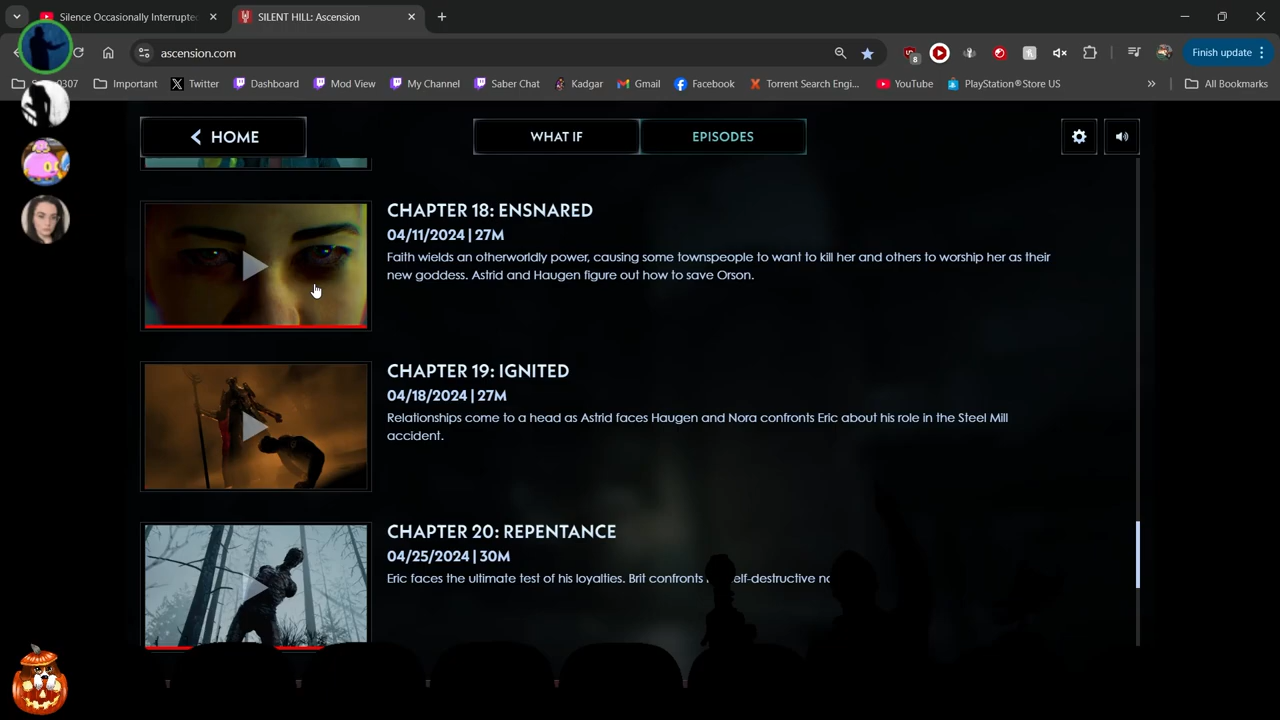 Silence Occasionally Interrupted
SILENT HILL: Ascension
ascension.com
8
Finish update
Important
Twitter
Dashboard
Mod View
My Channel
Saber Chat
Kadgar
Gmail
Facebook
Torrent Search Engi...
YouTube
PlayStation®Store US
All Bookmarks
HOME
WHAT IF
EPISODES
CHAPTER 18: ENSNARED
04/11/2024 | 27M
Faith wields an otherworldly power, causing some townspeople to want to kill her and others to worship her as their
new goddess. Astrid and Haugen figure out how to save Orson.
CHAPTER 19: IGNITED
04/18/2024 | 27M
Relationships come to a head as Astrid faces Haugen and Nora confronts Eric about his role in the Steel Mill
accident.
CHAPTER 20: REPENTANCE
04/25/2024 | 30M
Eric faces the ultimate test of his loyalties. Brit confronts